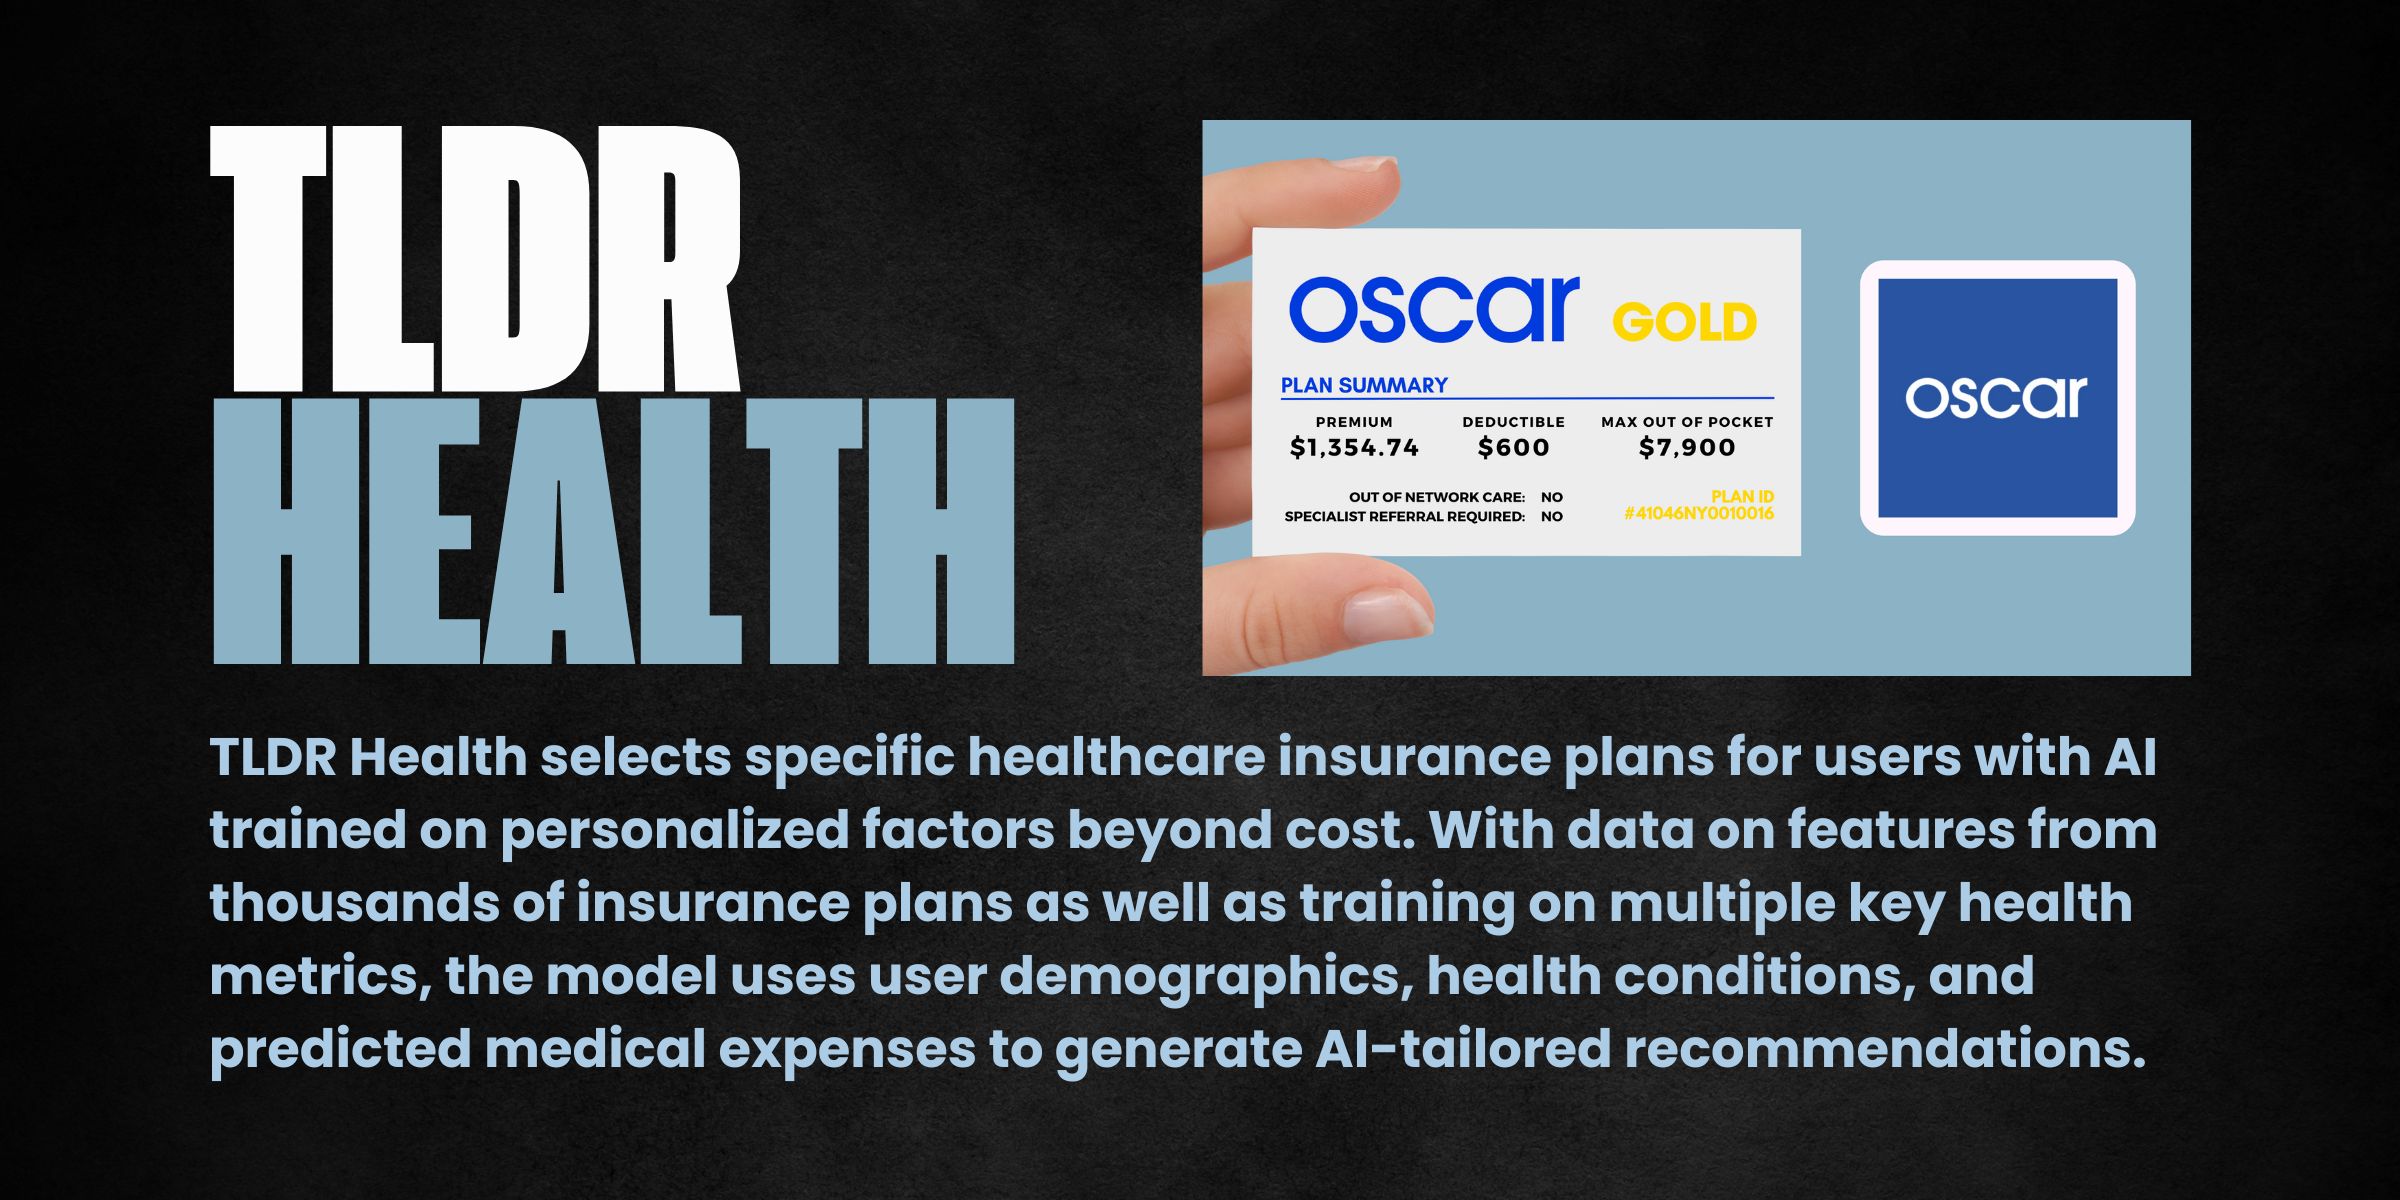 TLDR
HEALTH
oscar GOLD
PLAN SUMMARY
PREMIUM DEDUCTIBLE MAX OUT OF POCKET
$1,354.74 $600 $7,900
OUT OF NETWORK CARE: NO
SPECIALIST REFERRAL REQUIRED: NO
PLAN ID
#41046NY0010016
oscar
TLDR Health selects specific healthcare insurance plans for users with AI
trained on personalized factors beyond cost. With data on features from
thousands of insurance plans as well as training on multiple key health
metrics, the model uses user demographics, health conditions, and
predicted medical expenses to generate AI-tailored recommendations.